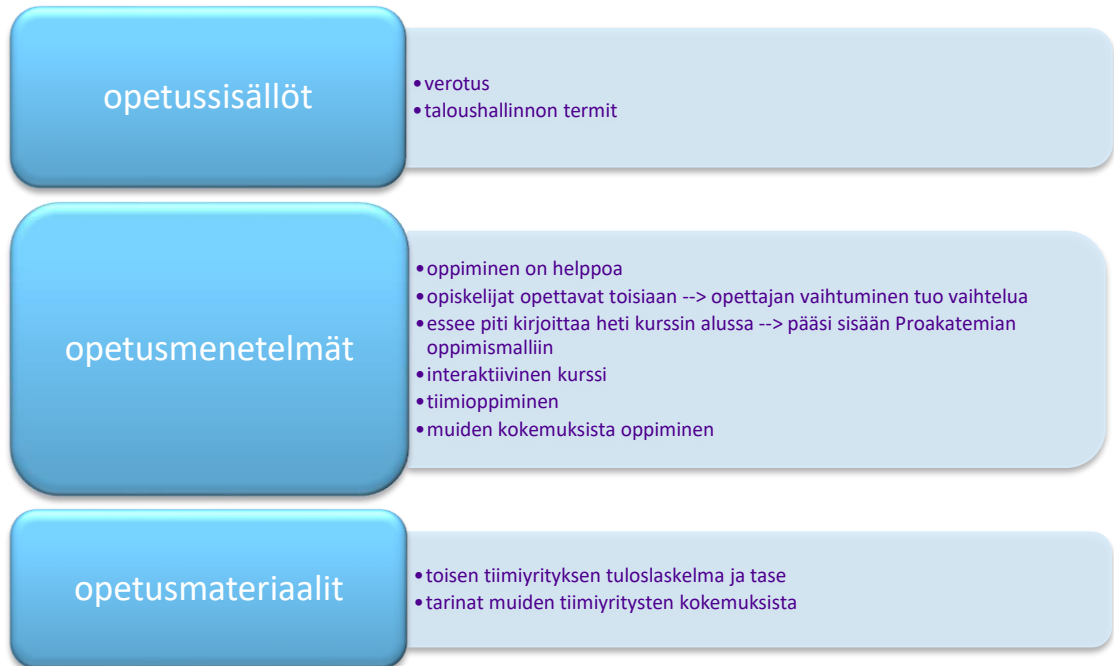 opetussisällöt
•verotus
•taloushallinnon termit
opetusmenetelmät
•oppiminen on helppoa
•opiskelijat opettavat toisiaan --> opettajan vaihtuminen tuo vaihtelua
•essee piti kirjoittaa heti kurssin alussa --> pääsi sisään Proakatemian
oppimismalliin
•interaktiivinen kurssi
•tiimioppiminen
•muiden kokemuksista oppiminen
opetusmateriaalit
•toisen tiimiyrityksen tuloslaskelma ja tase
•tarinat muiden tiimiyritysten kokemuksista